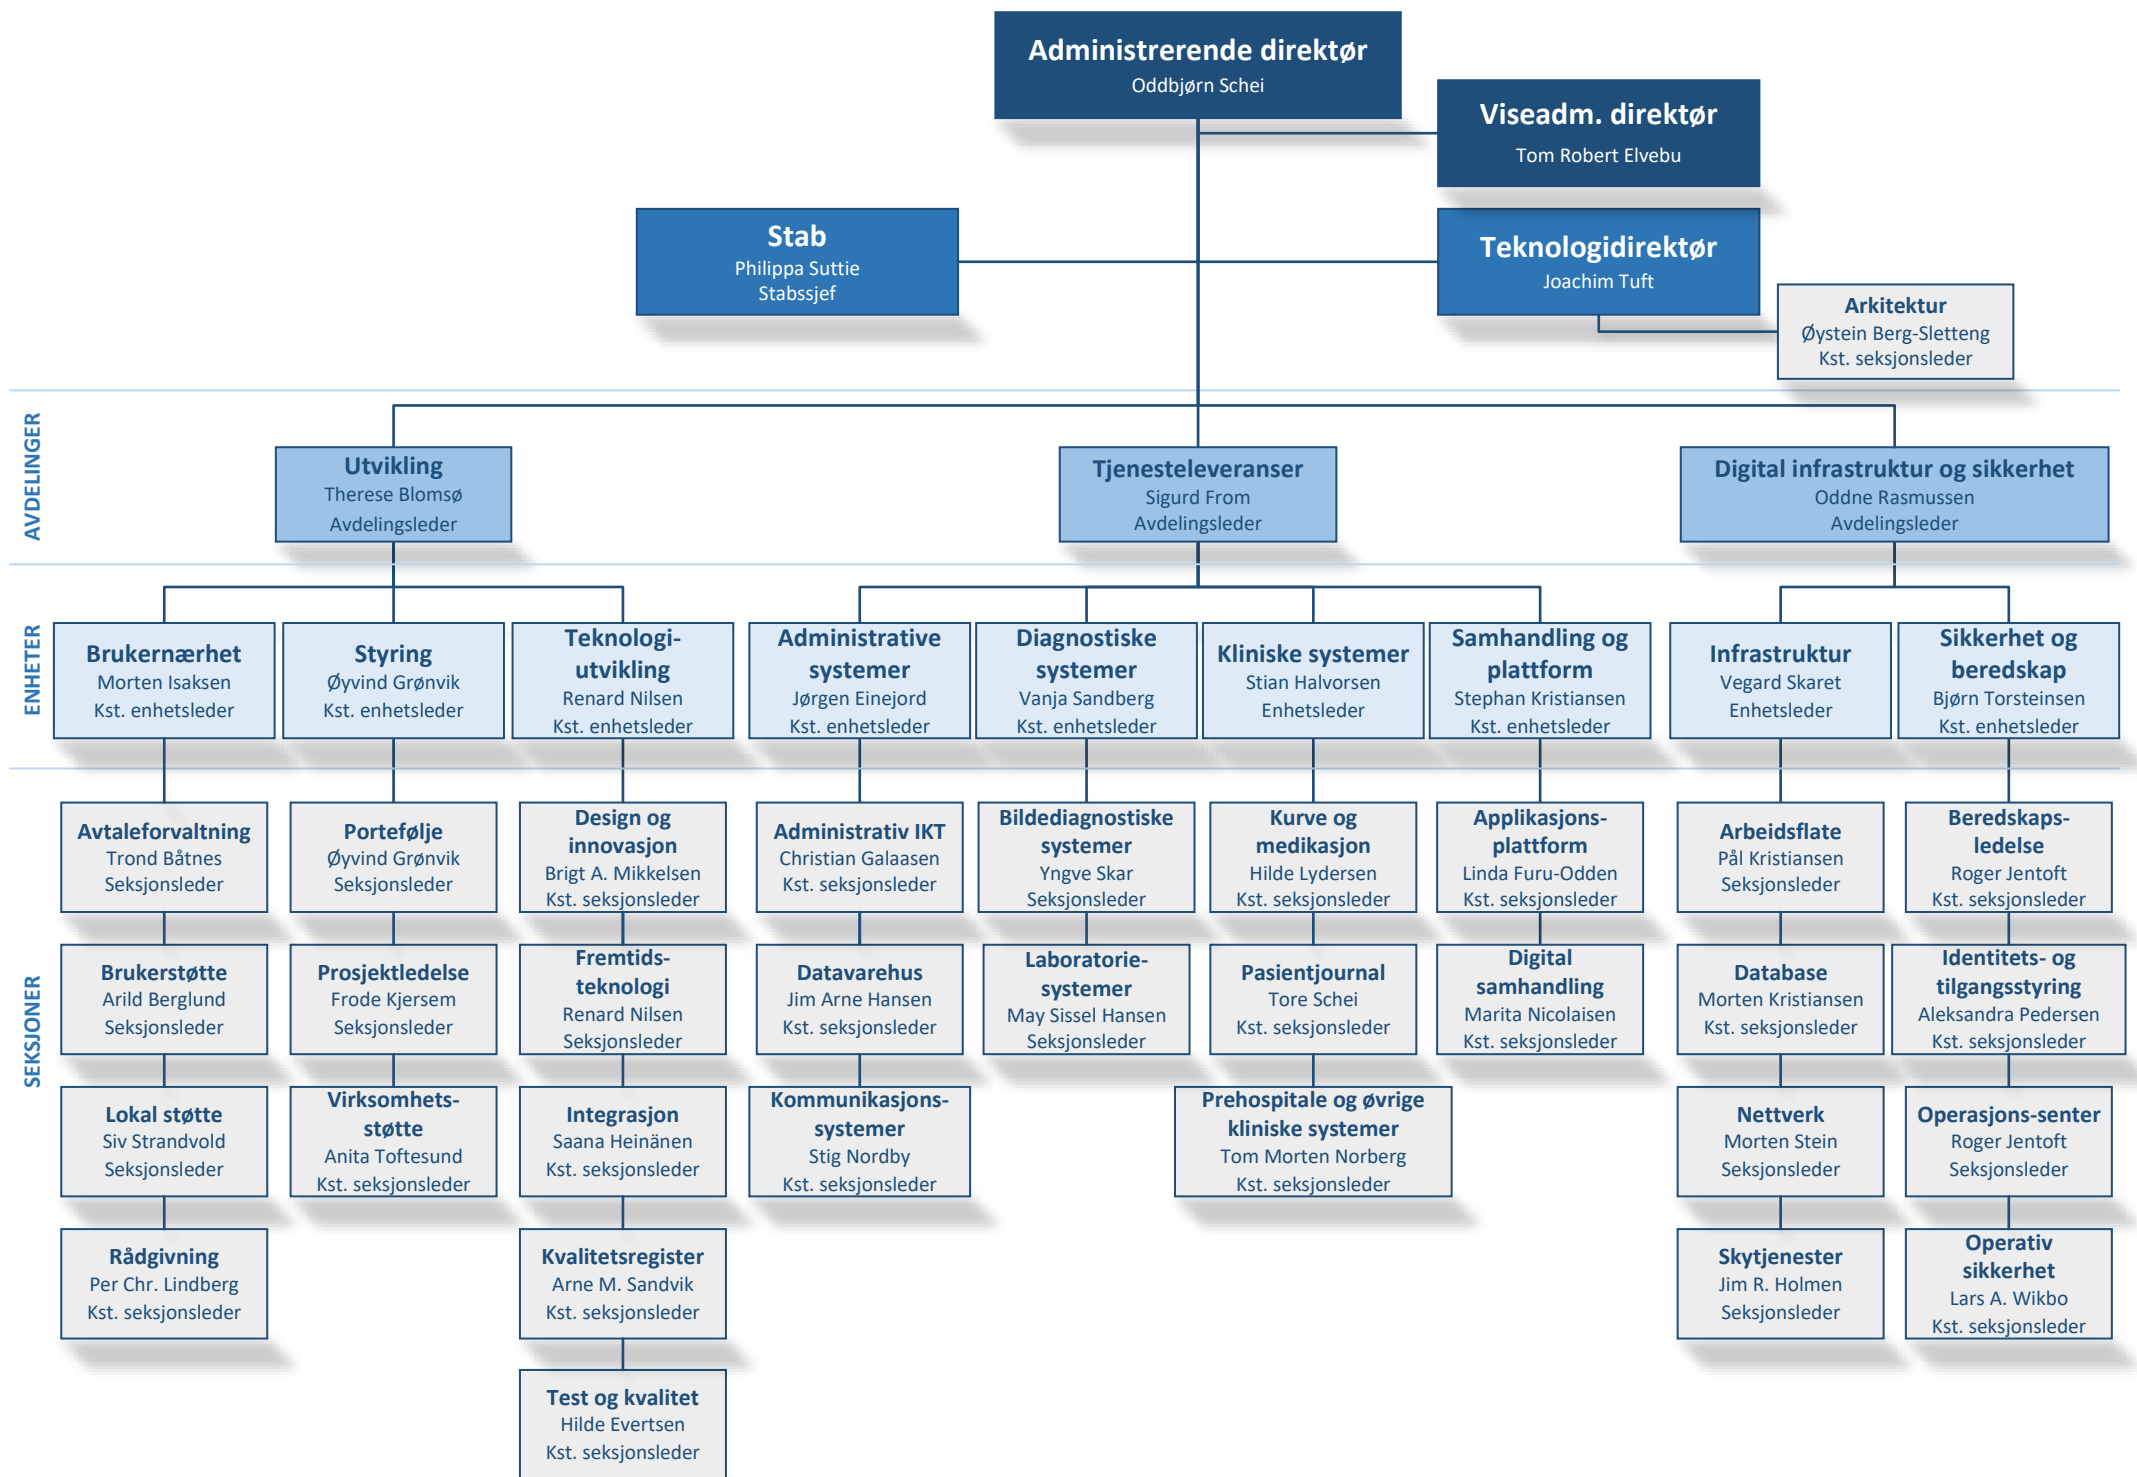 Administrerende direktør
Oddbjørn Schei
Viseadm. direktør
Tom Robert Elvebu
Stab
Philippa Suttie
Stabssjef
Teknologidirektør
Joachim Tuft
Arkitektur
Øystein Berg-Sletteng
Kst. seksjonsleder
AVDELINGER
Utvikling
Therese Blomsø
Avdelingsleder
Tjenesteleveranser
Sigurd From
Avdelingsleder
Digital infrastruktur og sikkerhet
Oddne Rasmussen
Avdelingsleder
ENHETER
Brukernærhet
Morten Isaksen
Kst. enhetsleder
Styring
Øyvind Grønvik
Kst. enhetsleder
Teknologi-
utvikling
Renard Nilsen
Kst. enhetsleder
Administrative
systemer
Jørgen Einejord
Kst. enhetsleder
Diagnostiske
systemer
Vanja Sandberg
Kst. enhetsleder
Kliniske systemer
Stian Halvorsen
Enhetsleder
Samhandling og
plattform
Stephan Kristiansen
Kst. enhetsleder
Infrastruktur
Vegard Skaret
Enhetsleder
Sikkerhet og
beredskap
Bjørn Torsteinsen
Kst. enhetsleder
SEKSJONER
Avtaleforvaltning
Trond Båtnes
Seksjonsleder
Portefølje
Øyvind Grønvik
Seksjonsleder
Design og
innovasjon
Brigt A. Mikkelsen
Kst. seksjonsleder
Administrativ IKT
Christian Galaasen
Kst. seksjonsleder
Bildediagnostiske
systemer
Yngve Skar
Seksjonsleder
Kurve og
medikasjon
Hilde Lydersen
Kst. seksjonsleder
Applikasjons-
plattform
Linda Furu-Odden
Kst. seksjonsleder
Arbeidsflate
Pål Kristiansen
Seksjonsleder
Beredskaps-
ledelse
Roger Jentoft
Kst. seksjonsleder
Brukerstøtte
Arild Berglund
Seksjonsleder
Prosjektledelse
Frode Kjersem
Seksjonsleder
Fremtids-
teknologi
Renard Nilsen
Seksjonsleder
Datavarehus
Jim Arne Hansen
Kst. seksjonsleder
Laboratorie-
systemer
May Sissel Hansen
Seksjonsleder
Pasientjournal
Tore Schei
Kst. seksjonsleder
Digital
samhandling
Marita Nicolaisen
Kst. seksjonsleder
Database
Morten Kristiansen
Kst. seksjonsleder
Identitets- og
tilgangsstyring
Aleksandra Pedersen
Kst. seksjonsleder
Lokal støtte
Siv Strandvold
Seksjonsleder
Virksomhets-
støtte
Anita Toftesund
Kst. seksjonsleder
Integrasjon
Saana Heinänen
Kst. seksjonsleder
Kommunikasjons-
systemer
Stig Nordby
Kst. seksjonsleder
Prehospitale og øvrige
kliniske systemer
Tom Morten Norberg
Kst. seksjonsleder
Nettverk
Morten Stein
Seksjonsleder
Operasjons-senter
Roger Jentoft
Seksjonsleder
Rådgivning
Per Chr. Lindberg
Kst. seksjonsleder
Kvalitetsregister
Arne M. Sandvik
Kst. seksjonsleder
Skytjenester
Jim R. Holmen
Seksjonsleder
Operativ
sikkerhet
Lars A. Wikbo
Kst. seksjonsleder
Test og kvalitet
Hilde Evertsen
Kst. seksjonsleder